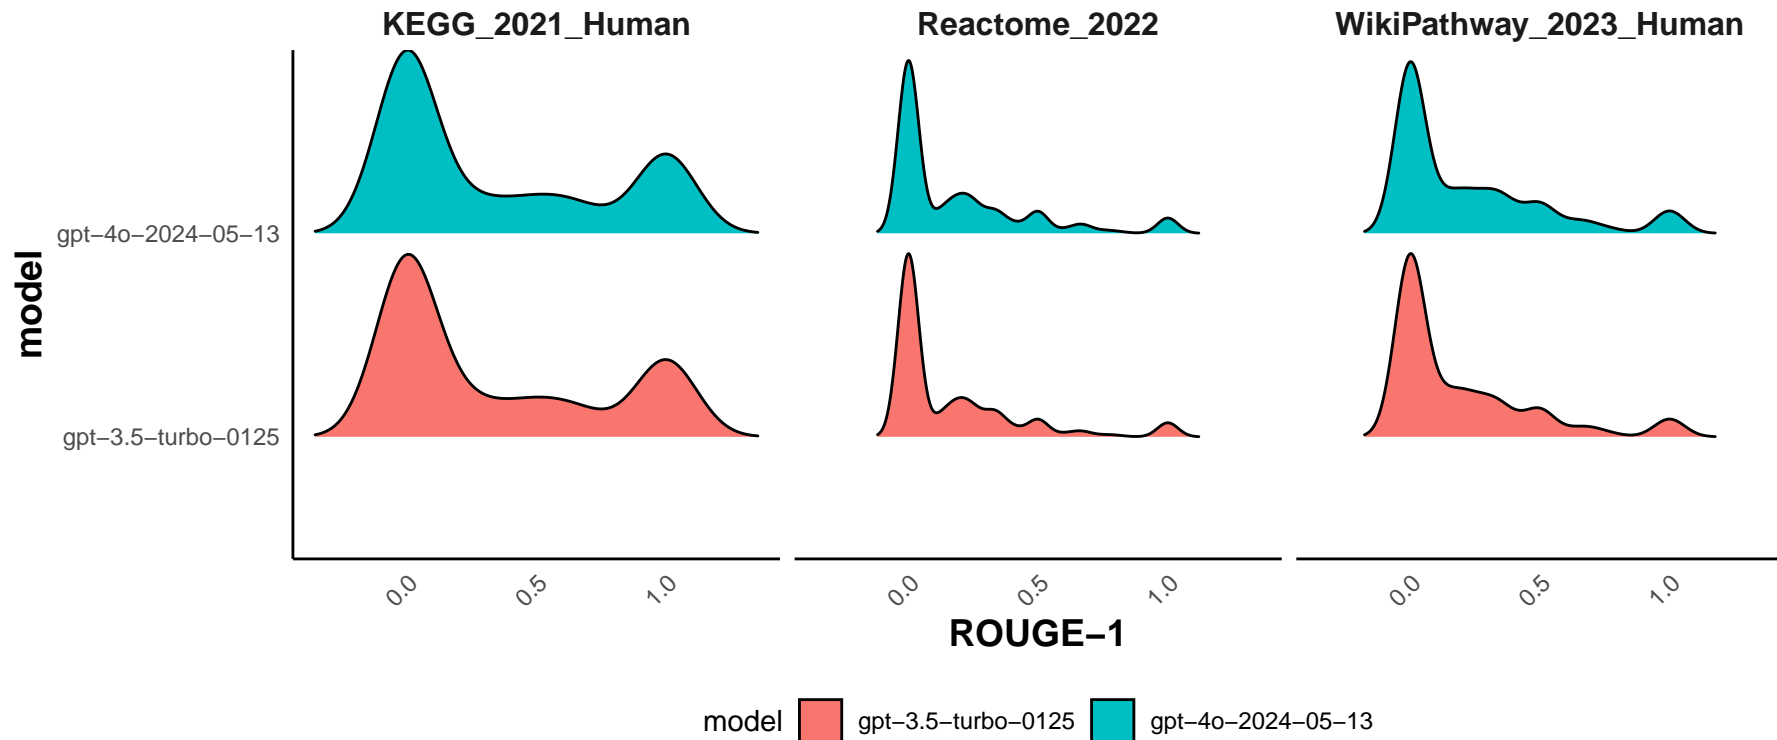 KEGG_2021_Human
Reactome_2022
WikiPathway_2023_Human
model
gpt−4o−2024−05−13
gpt−3.5−turbo−0125
0.0 0.5 1.0
0.0 0.5 1.0
0.0 0.5 1.0
ROUGE−1
model gpt−3.5−turbo−0125 gpt−4o−2024−05−13